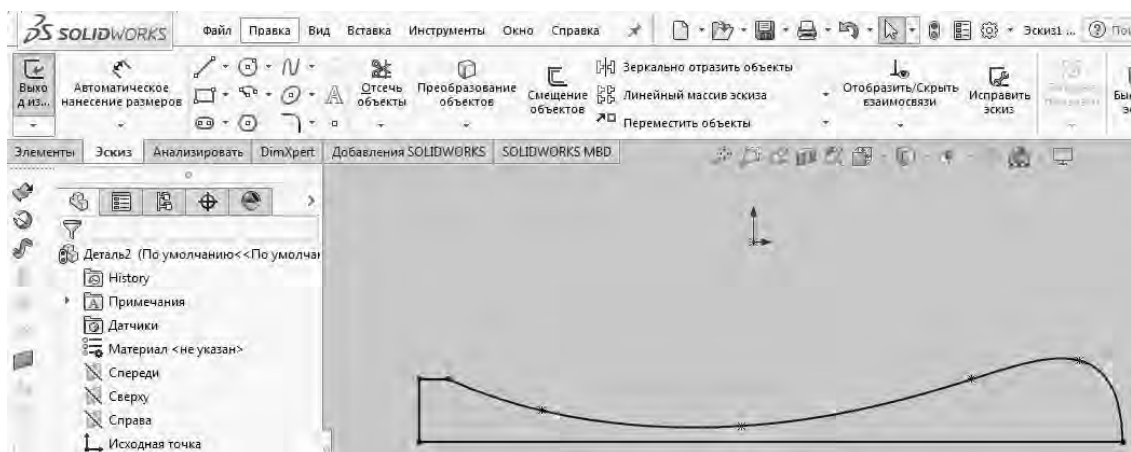 SOLIDWORKS Файл Правка Вид Вставка Инструменты Окно Справка Эскиз1 ...
Выхо
д из...
Автоматическое
нанесение размеров
Отсечь
объекты
Преобразование
объектов
Смещение
объектов
Зеркально отразить объекты
Линейный массив эскиза
Переместить объекты
Отобразить/Скрыть
взаимосвязи
Исправить
эскиз
Элементы Эскиз Анализировать DimXpert Добавления SOLIDWORKS SOLIDWORKS MBD
Деталь2 (По умолчанию<<По умолча
History
Примечания
Датчики
Материал <не указан>
Спереди
Сверху
Справа
Исходная точка